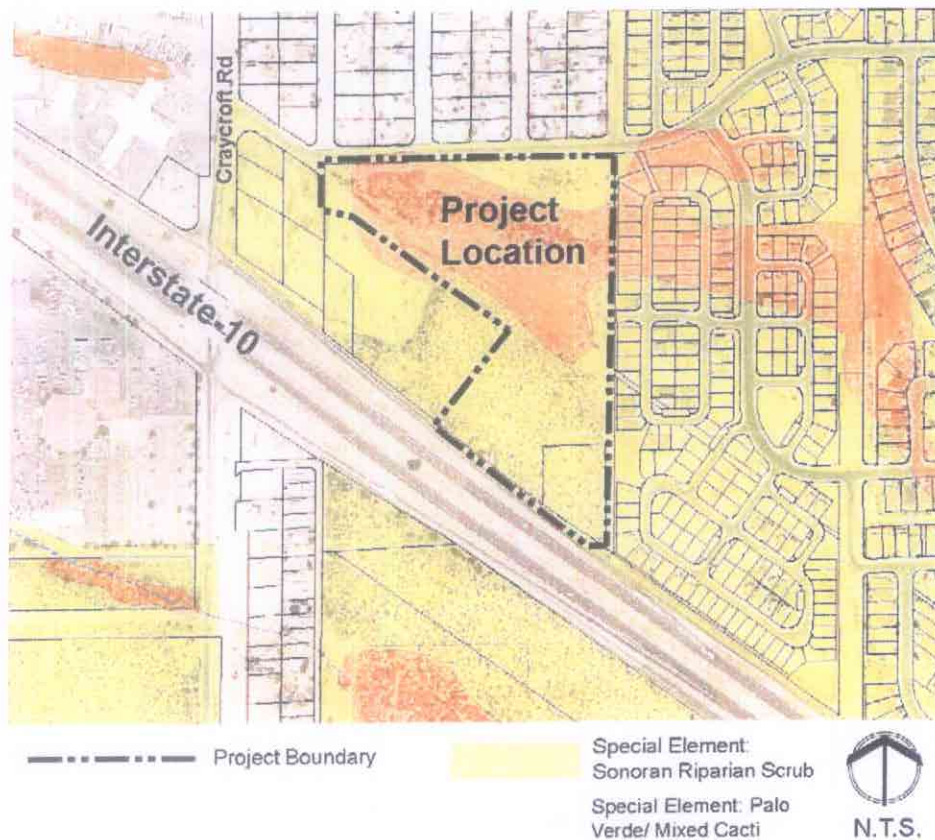 Craycroft Rd
Project
Location
Interstate-10
Project Boundary
Special Element:
Sonoran Riparian Scrub
Special Element: Palo
Verde/ Mixed Cacti
N.T.S.